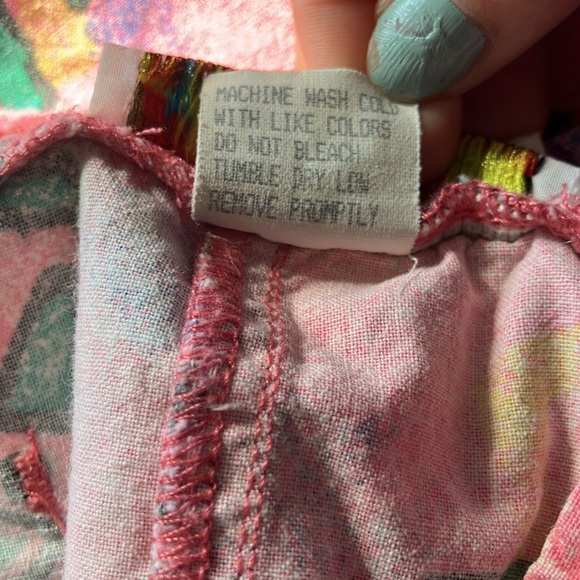 MACHINE WASH COLD
WITH LIKE COLORS
DO NOT BLEACH
TUMBLE DRY LOW
REMOVE PROMPTLY